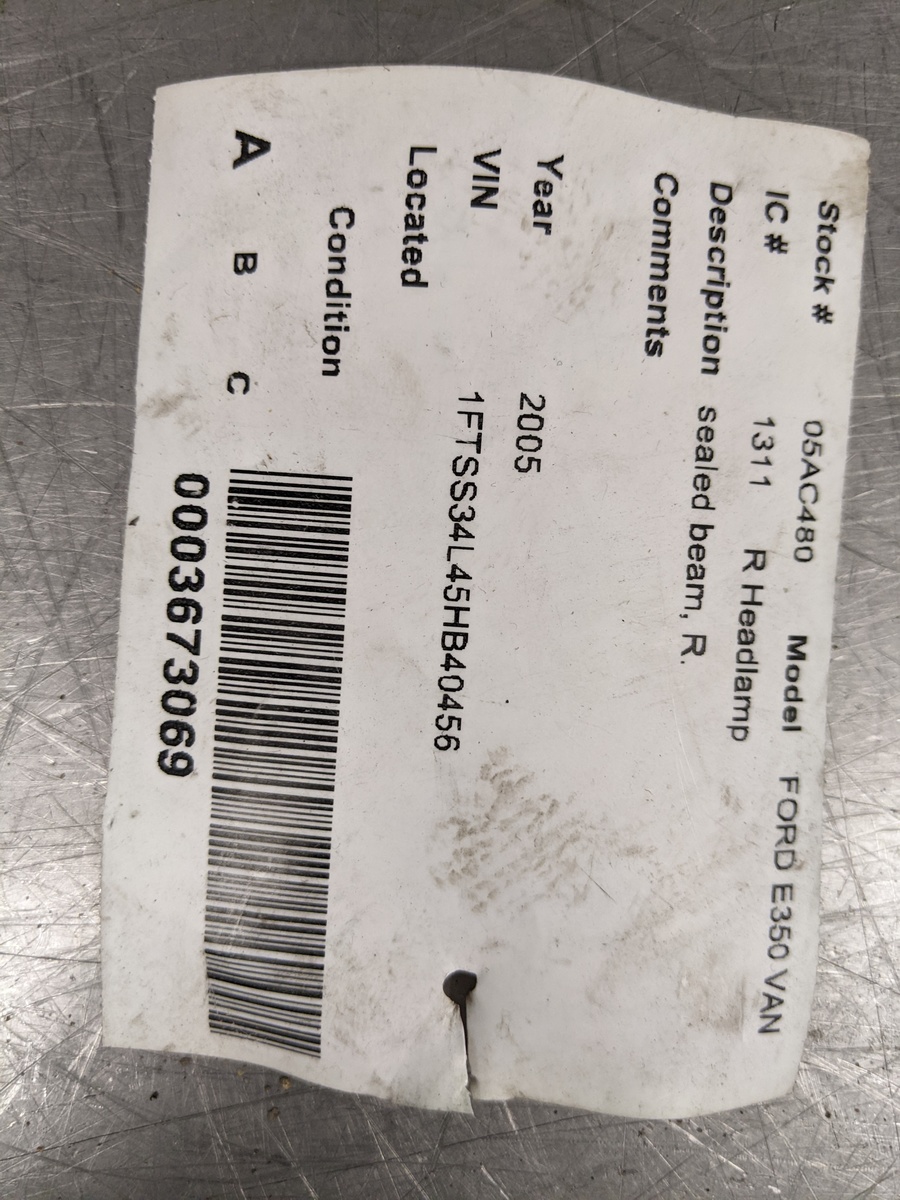 Stock # 05AC480 Model FORD E350 VAN
IC # 1311 R Headlamp
Description sealed beam, R.
Comments
Year 2005
VIN 1FTSS34L45HB40456
Located
Condition
A B C
0003673069